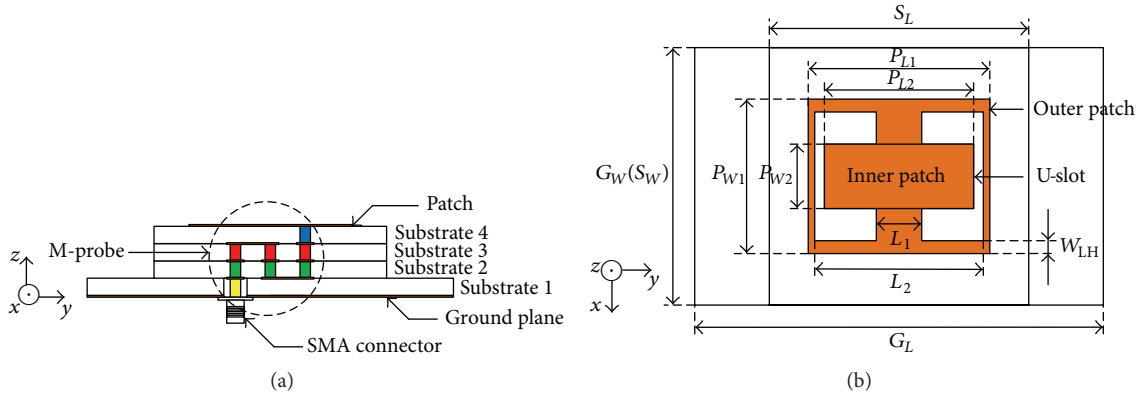 Patch
Substrate 4
M-probe
Substrate 3
Substrate 2
Substrate 1
z
x
y
Ground plane
SMA connector
(a)
S_L
P_L1
P_L2
Outer patch
G_W(S_W)
P_W1
P_W2
Inner patch
U-slot
L_1
W_LH
z
y
x
L_2
G_L
(b)